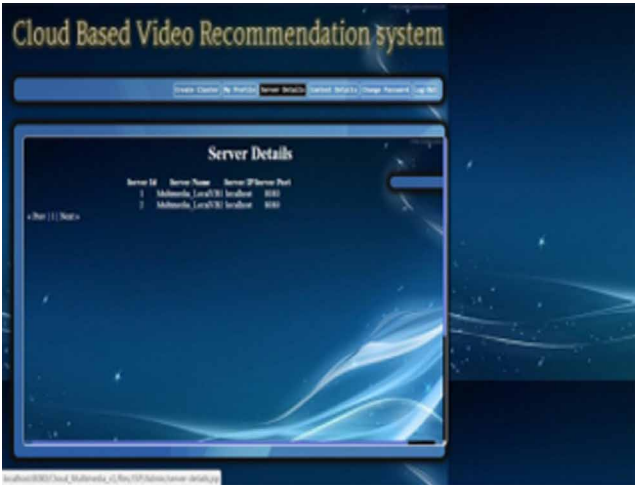 Cloud Based Video Recommendation system
Create Cluster My Profile Server Details Content Details Change Password Log Out
Server Details
Server Id Server Name Server IP Server Port
1 localhost 8080
2 localhost 8080
« Prev | 1 | Next »